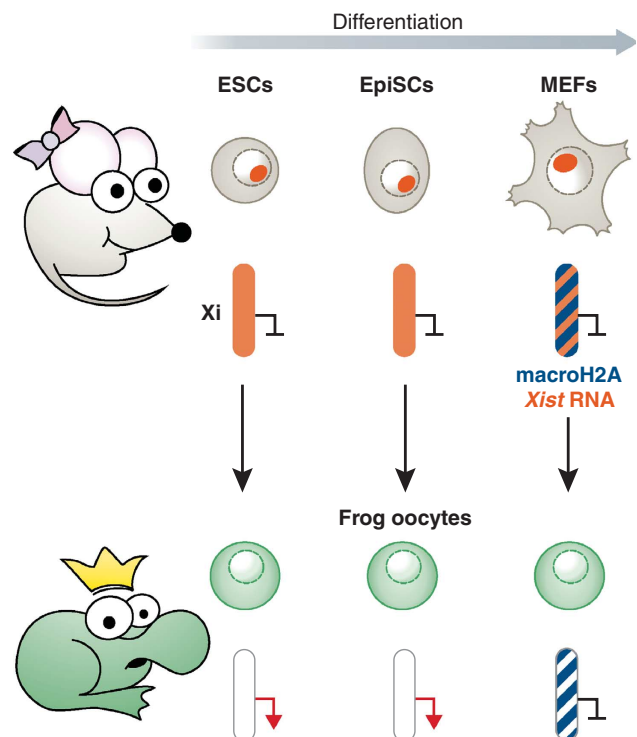 Differentiation
ESCs
EpiSCs
MEFs
Xi
macroH2A
Xist RNA
Frog oocytes